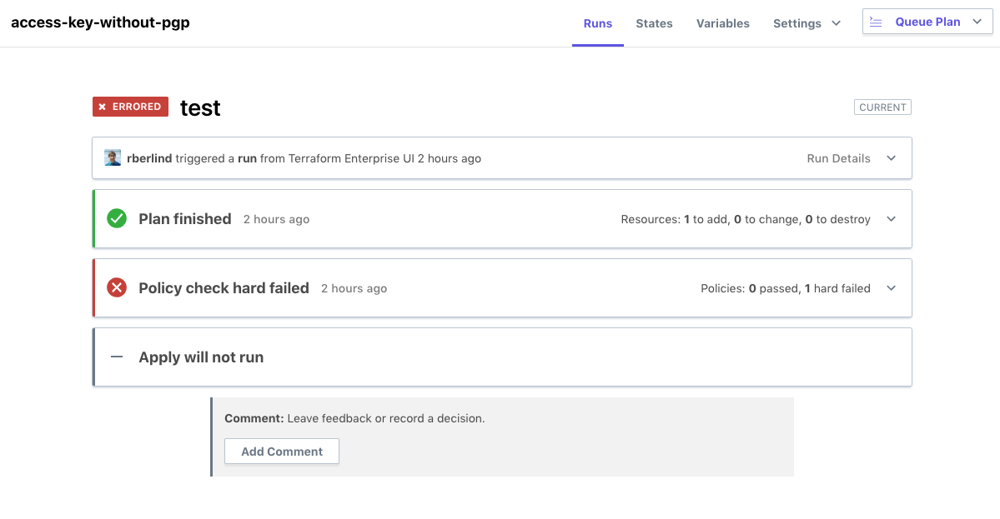 access-key-without-pgp
Runs States Variables Settings Queue Plan
ERRORED test CURRENT
rberlind triggered a run from Terraform Enterprise UI 2 hours ago Run Details
Plan finished 2 hours ago Resources: 1 to add, 0 to change, 0 to destroy
Policy check hard failed 2 hours ago Policies: 0 passed, 1 hard failed
Apply will not run
Comment: Leave feedback or record a decision.
Add Comment